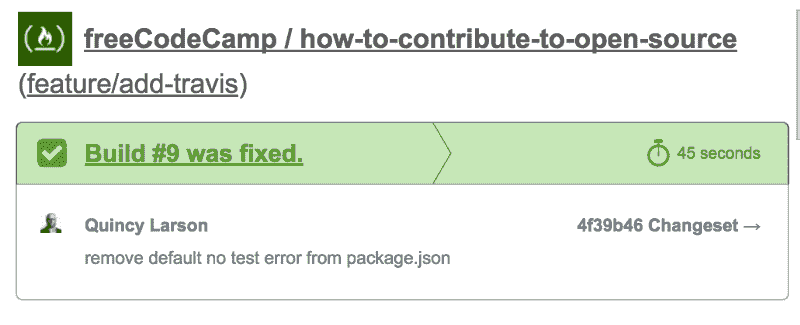 freeCodeCamp / how-to-contribute-to-open-source
(feature/add-travis)
Build #9 was fixed.
45 seconds
Quincy Larson
4f39b46 Changeset →
remove default no test error from package.json